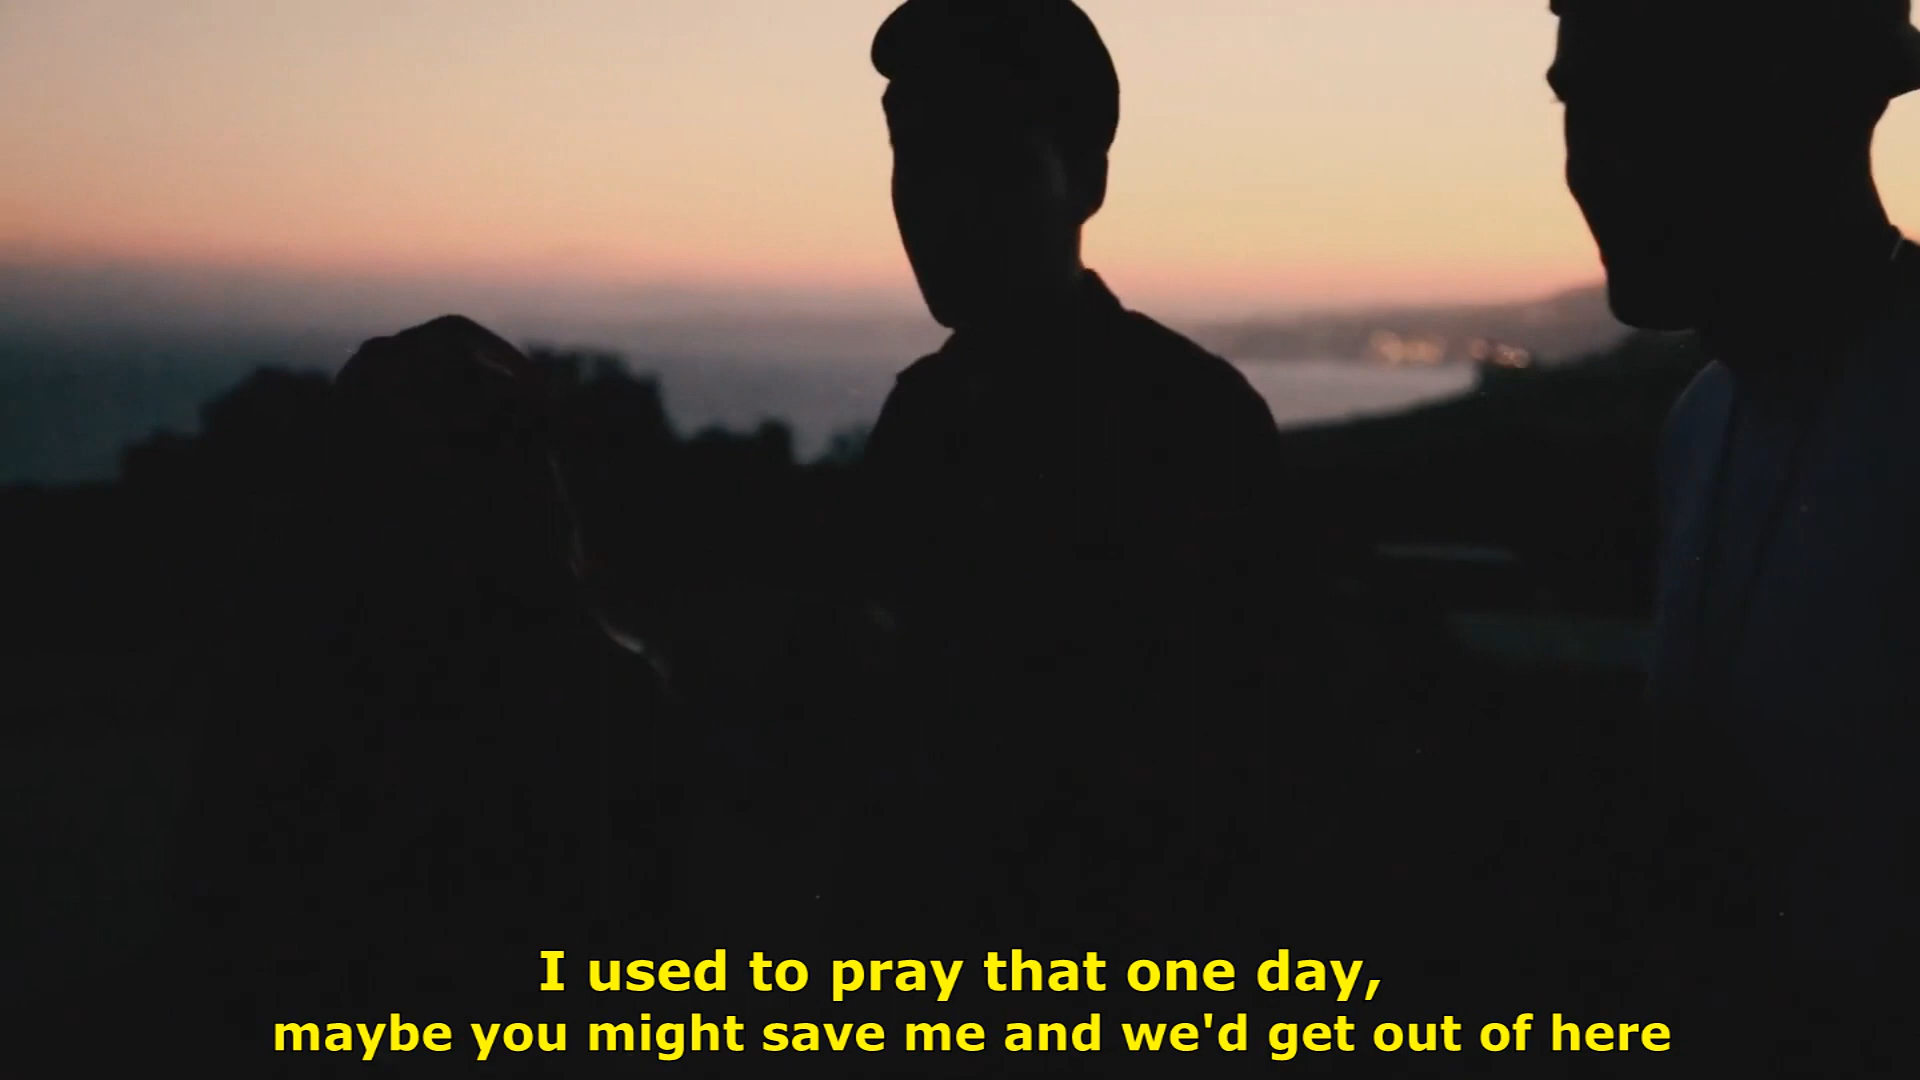 I used to pray that one day,
maybe you might save me and we'd get out of here